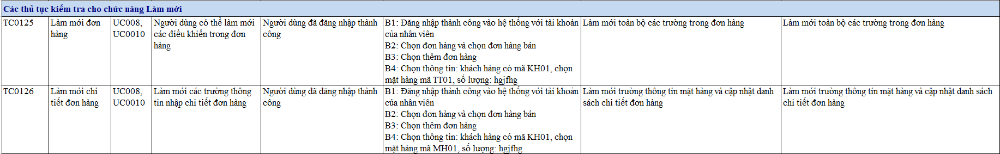 Các thủ tục kiểm tra cho chức năng Làm mới
TC0125
Làm mới đơn
hàng
UC008,
UC0010
Người dùng có thể làm mới
các điều khiển trong đơn
hàng
Người dùng đã đăng nhập thành
công
B1: Đăng nhập thành công vào hệ thống với tài khoản
của nhân viên
B2: Chọn đơn hàng và chọn đơn hàng bán
B3: Chọn thêm đơn hàng
B4: Chọn thông tin: khách hàng có mã KH01, chọn
mặt hàng mã TT01, số lượng: hgjfhg
Làm mới toàn bộ các trường trong đơn hàng
Làm mới toàn bộ các trường trong đơn hàng
TC0126
Làm mới chi
tiết đơn hàng
UC008,
UC0010
Làm mới các trường thông
tin nhập chi tiết đơn hàng
Người dùng đã đăng nhập thành
công
B1: Đăng nhập thành công vào hệ thống với tài khoản
của nhân viên
B2: Chọn đơn hàng và chọn đơn hàng bán
B3: Chọn thêm đơn hàng
B4: Chọn thông tin: khách hàng có mã KH01, chọn
mặt hàng mã MH01, số lượng: hgjfhg
Làm mới trường thông tin mặt hàng và cập nhật danh
sách chi tiết đơn hàng
Làm mới trường thông tin mặt hàng và cập nhật danh sách
chi tiết đơn hàng